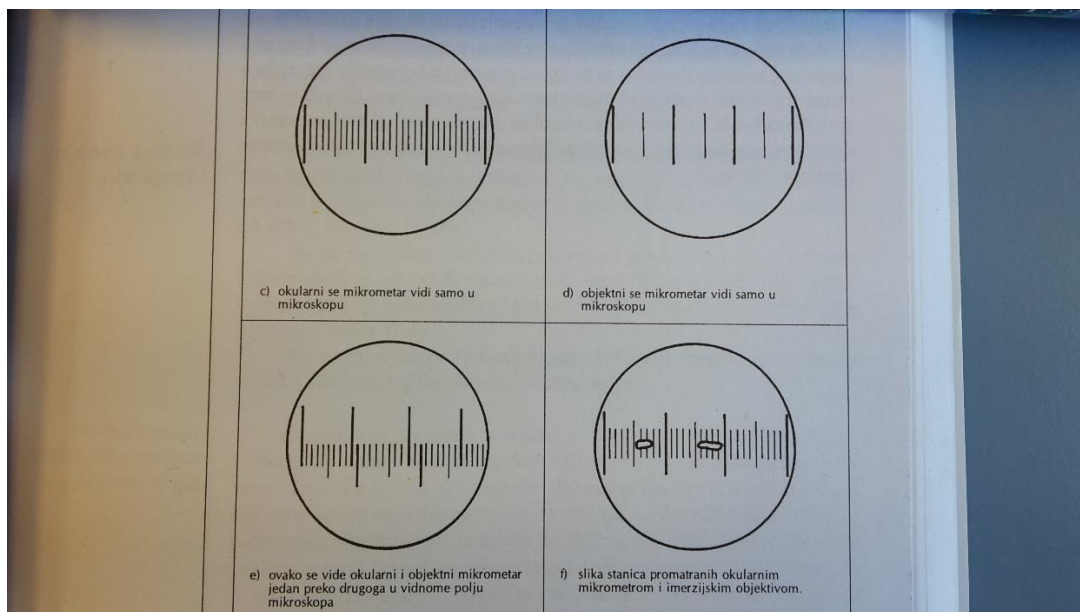 c) okularni se mikrometar vidi samo u
mikroskopu
d) objektni se mikrometar vidi samo u
mikroskopu
e) ovako se vide okularni i objektni mikrometar
jedan preko drugoga u vidnome polju
mikroskopa
f) slika stanica promatranih okularnim
mikrometrom i imerzijskim objektivom.